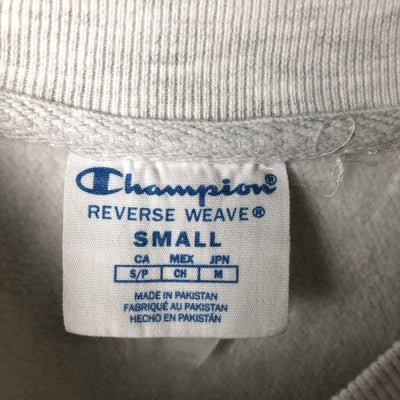 Champion®
REVERSE WEAVE®
SMALL
CA MEX JPN
S/P CH M
MADE IN PAKISTAN
FABRIQUÉ AU PAKISTAN
HECHO EN PAKISTÁN